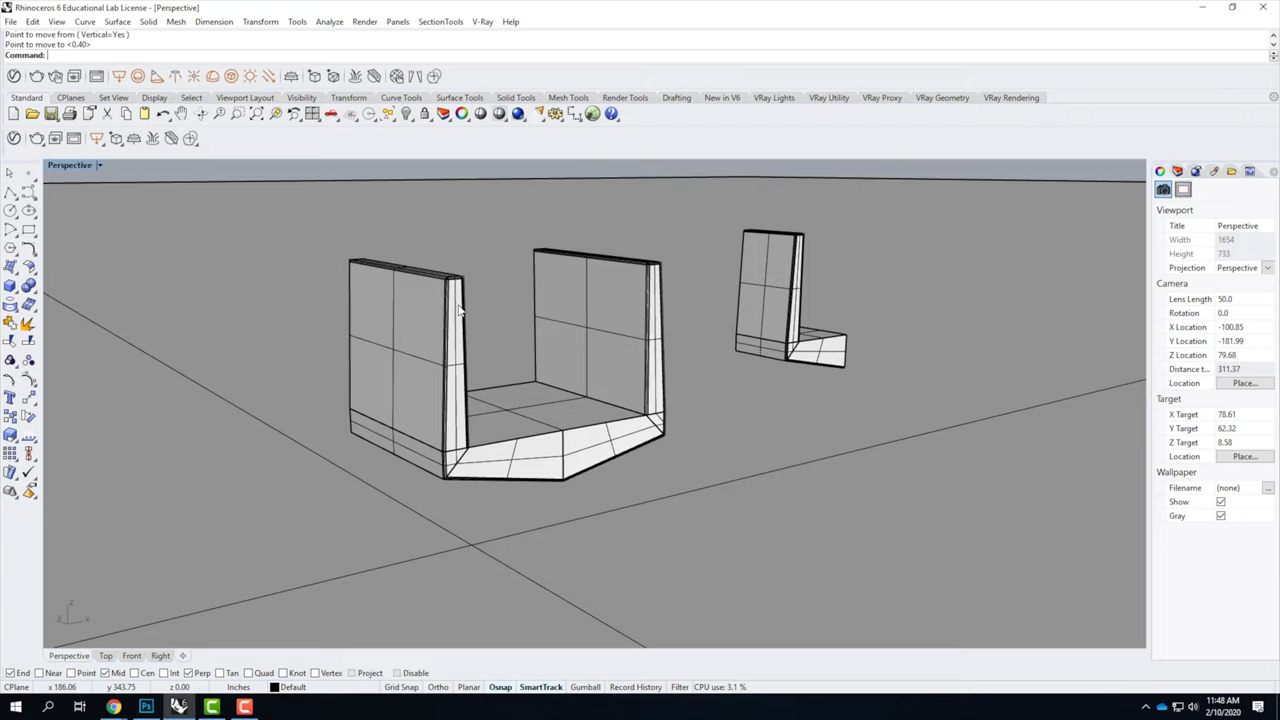 Rhinoceros 6 Educational Lab License - [Perspective]
File Edit View Curve Surface Solid Mesh Dimension Transform Tools Analyze Render Panels SectionTools V-Ray Help
Point to move from ( Vertical=Yes )
Point to move to <0.40>
Command:
Standard CPlanes Set View Display Select Viewport Layout Visibility Transform Curve Tools Surface Tools Solid Tools Mesh Tools Render Tools Drafting New in V6 VRay Lights VRay Utility VRay Proxy VRay Geometry VRay Rendering
Perspective
Viewport
Title Perspective
Width 1654
Height 733
Projection Perspective
Camera
Lens Length 50.0
Rotation 0.0
X Location -100.85
Y Location -181.99
Z Location 79.68
Distance t... 311.37
Location Place...
Target
X Target 78.61
Y Target 62.32
Z Target 8.58
Location Place...
Wallpaper
Filename (none) ...
Show
Gray
z
y x
Perspective Top Front Right
End Near Point Mid Cen Int Perp Tan Quad Knot Vertex Project Disable
CPlane x 186.06 y 343.75 z 0.00 Inches Default Grid Snap Ortho Planar Osnap SmartTrack Gumball Record History Filter CPU use: 3.1 %
11:48 AM
2/10/2020